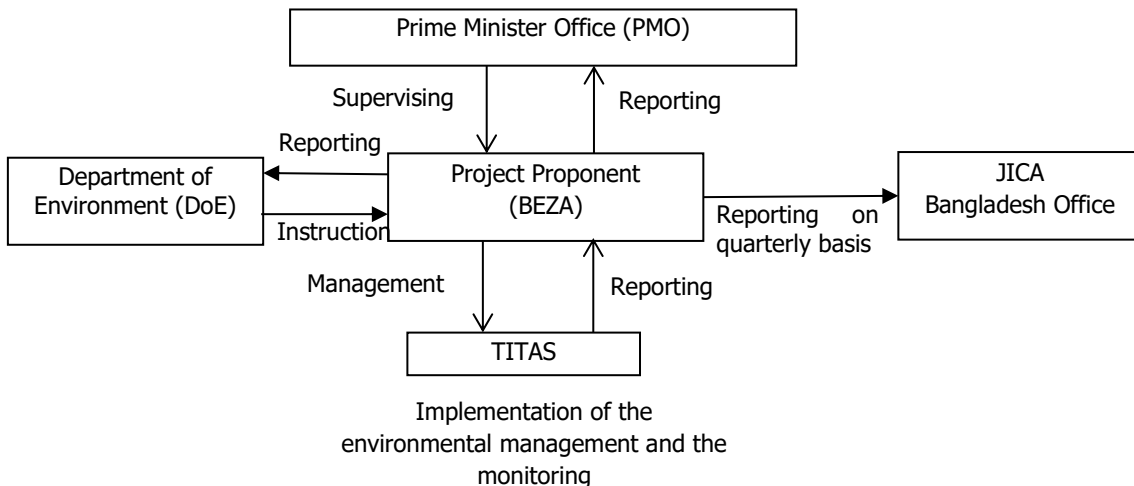 Prime Minister Office (PMO)
Supervising
Reporting
Reporting
Department of
Environment (DoE)
Project Proponent
(BEZA)
JICA
Bangladesh Office
Instruction
Reporting on
quarterly basis
Management
Reporting
TITAS
Implementation of the
environmental management and the
monitoring